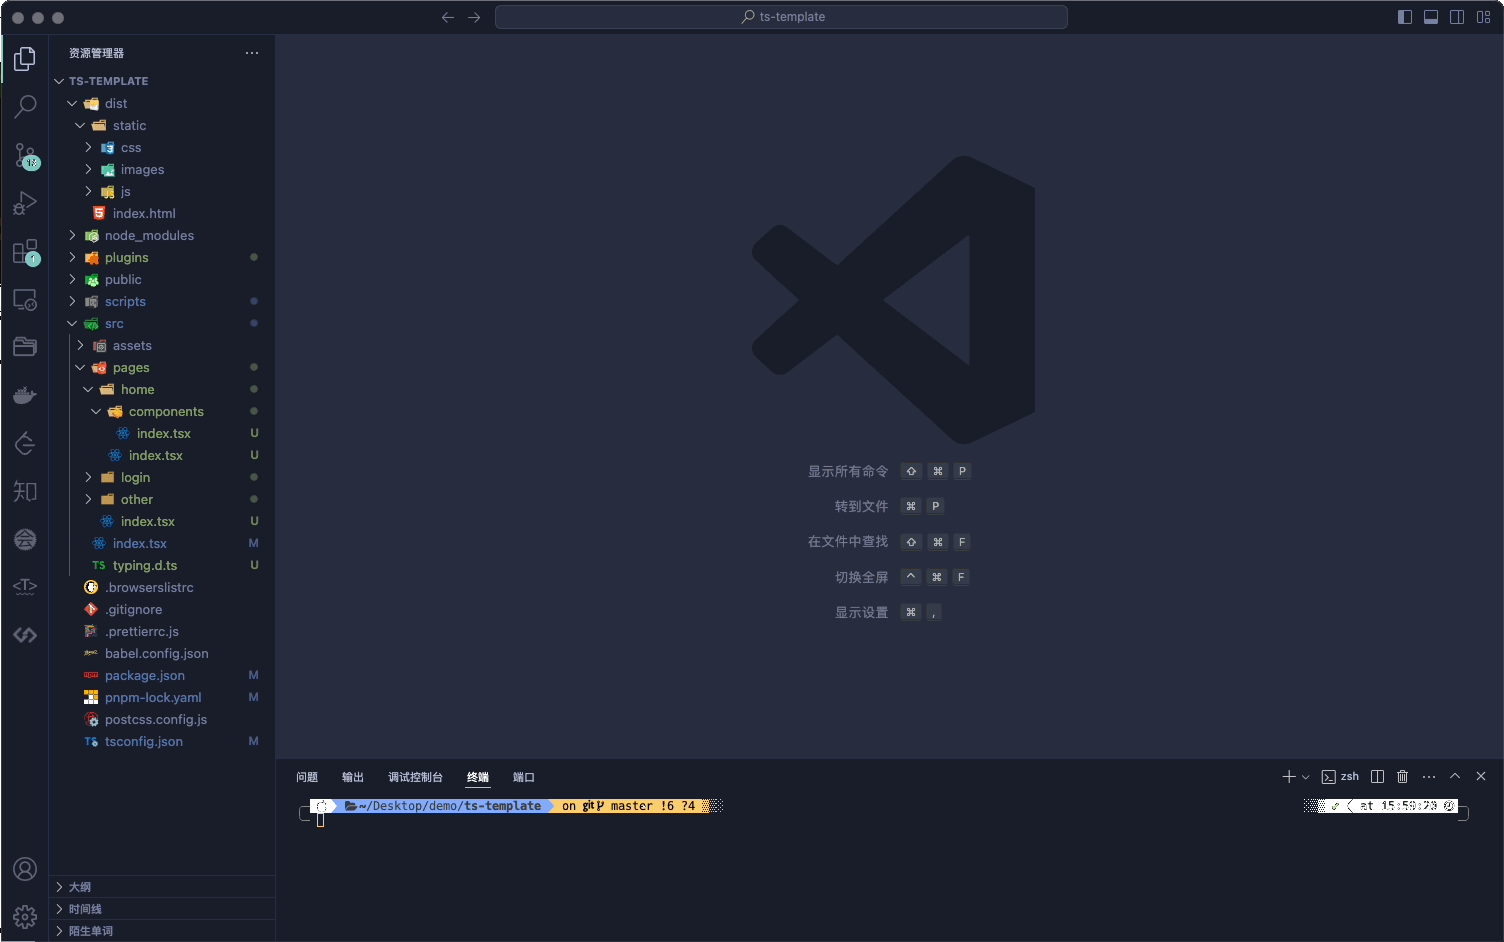 ts-template
资源管理器
TS-TEMPLATE
dist
static
css
images
js
index.html
node_modules
plugins
public
scripts
src
assets
pages
home
components
index.tsx U
index.tsx U
login
other
index.tsx U
index.tsx M
TS typing.d.ts U
.browserslistrc
.gitignore
.prettierrc.js
babel.config.json
package.json M
pnpm-lock.yaml M
postcss.config.js
TS tsconfig.json M
大纲
时间线
陌生单词
知
1
显示所有命令 ⇧ ⌘ P
转到文件 ⌘ P
在文件中查找 ⇧ ⌘ F
切换全屏 ^ ⌘ F
显示设置 ⌘ ,
问题 输出 调试控制台 终端 端口
zsh
~/Desktop/demo/ts-template on git master !6 ?4
at 15:59:20